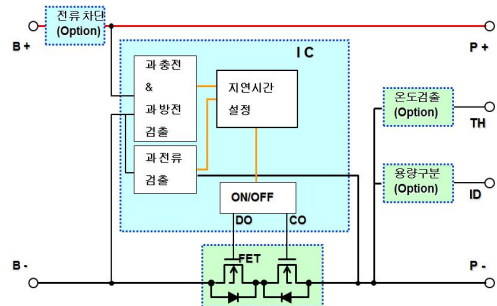 전류 차단
(Option)
B +
P +
I C
과 충전
&
과 방전
검출
지연시간
설정
온도검출
(Option)
TH
과 전류
검출
용량구분
(Option)
ON/OFF
ID
DO
CO
FET
B -
P -